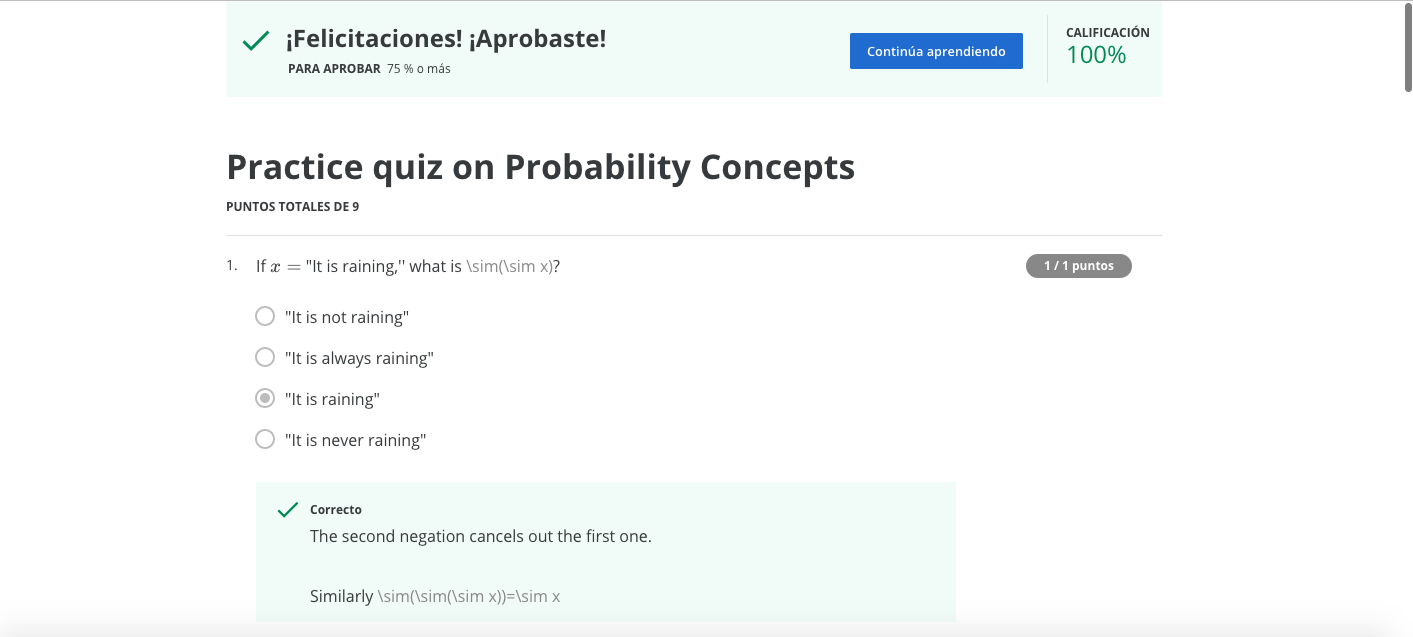 ¡Felicitaciones! ¡Aprobaste!
PARA APROBAR 75 % o más
Continúa aprendiendo
CALIFICACIÓN
100%
Practice quiz on Probability Concepts
PUNTOS TOTALES DE 9
1. If x = "It is raining,'' what is \sim(\sim x)?
1 / 1 puntos
"It is not raining"
"It is always raining"
"It is raining"
"It is never raining"
Correcto
The second negation cancels out the first one.
Similarly \sim(\sim(\sim x))=\sim x